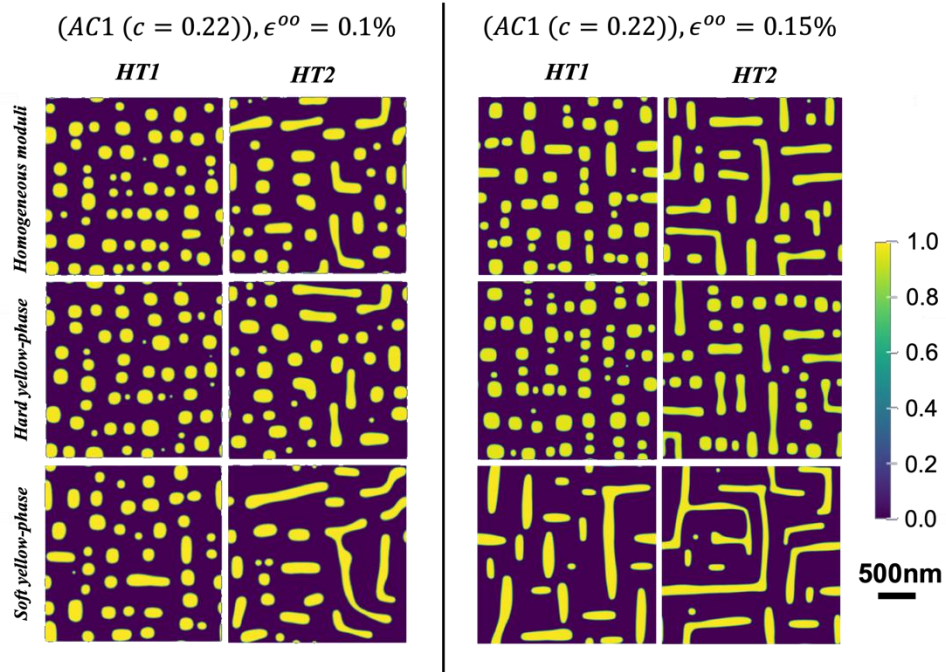 (AC1 (c = 0.22)), ϵ^{oo} = 0.1%
HT1 HT2
Homogeneous moduli
Hard yellow-phase
Soft yellow-phase
(AC1 (c = 0.22)), ϵ^{oo} = 0.15%
HT1 HT2
1.0
0.8
0.6
0.4
0.2
0.0
500nm